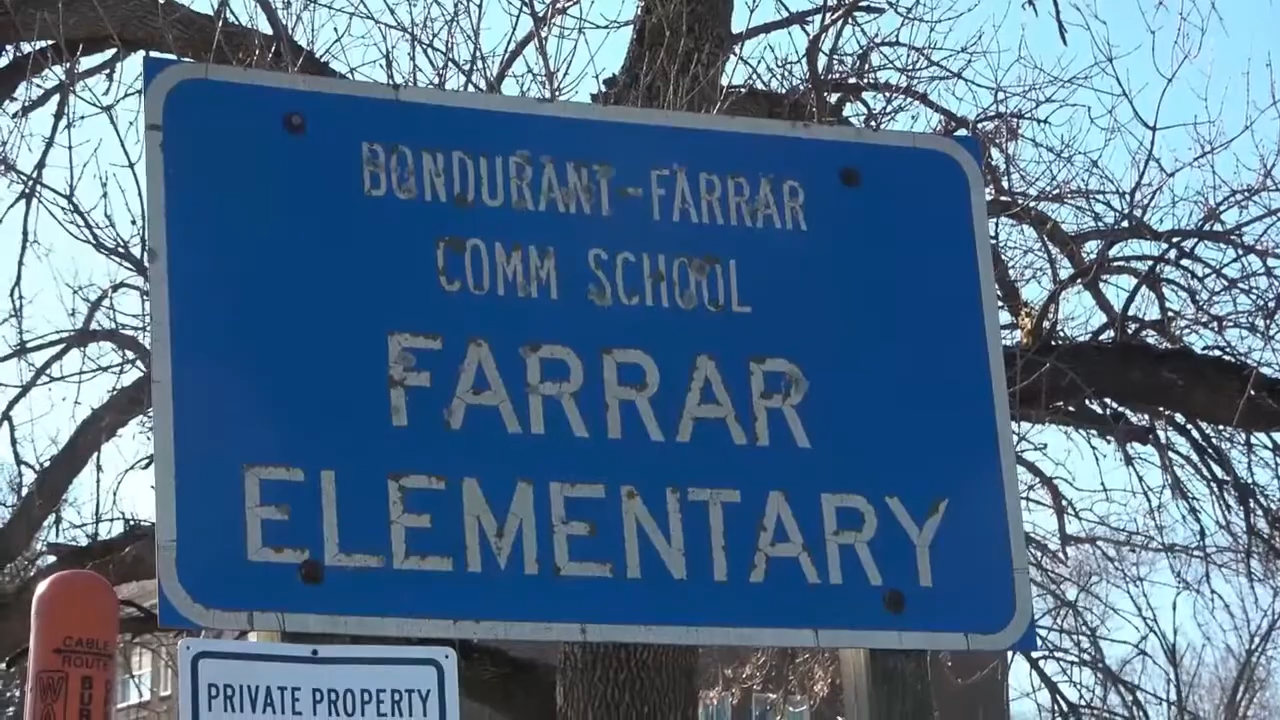 BONDURANT-FARRAR
COMM SCHOOL
FARRAR
ELEMENTARY
PRIVATE PROPERTY
CABLE
ROUTE